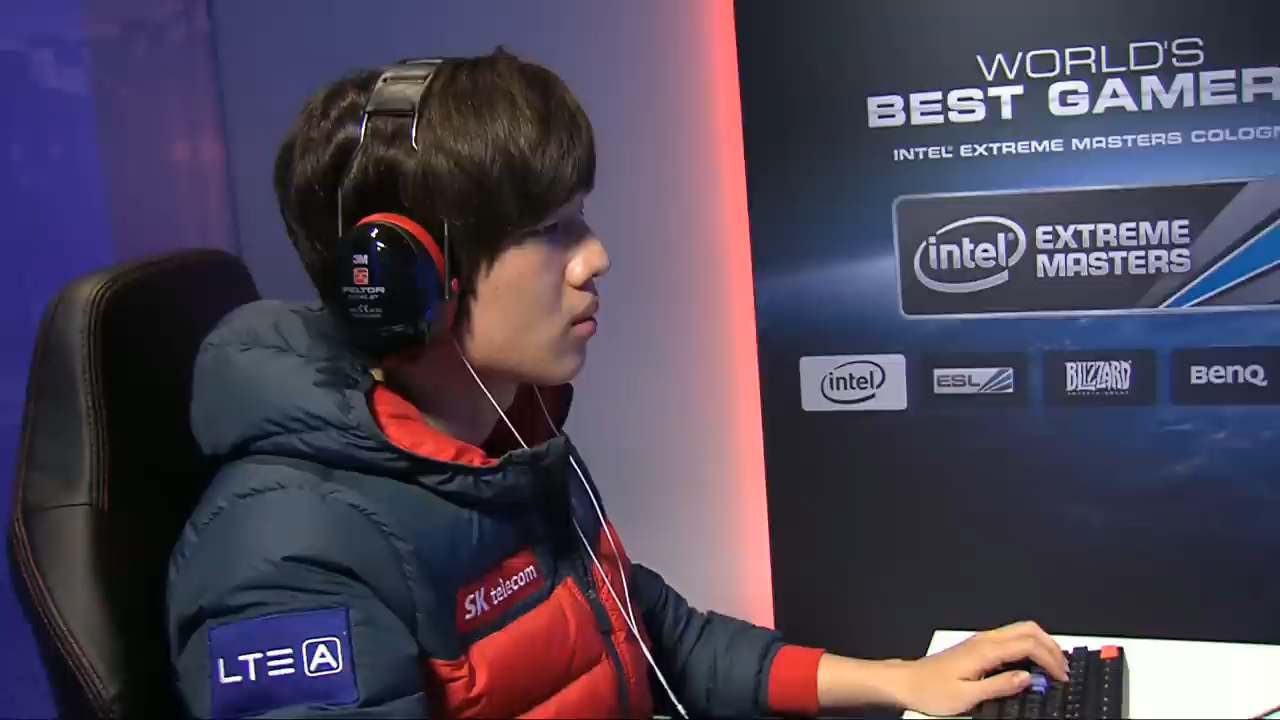 WORLD'S
BEST GAMER
INTEL EXTREME MASTERS COLOGN
intel
EXTREME
MASTERS
intel
ESL
BLIZZARD
ENTERTAINMENT
BenQ
3M
PELTOR
SK telecom
LTE A